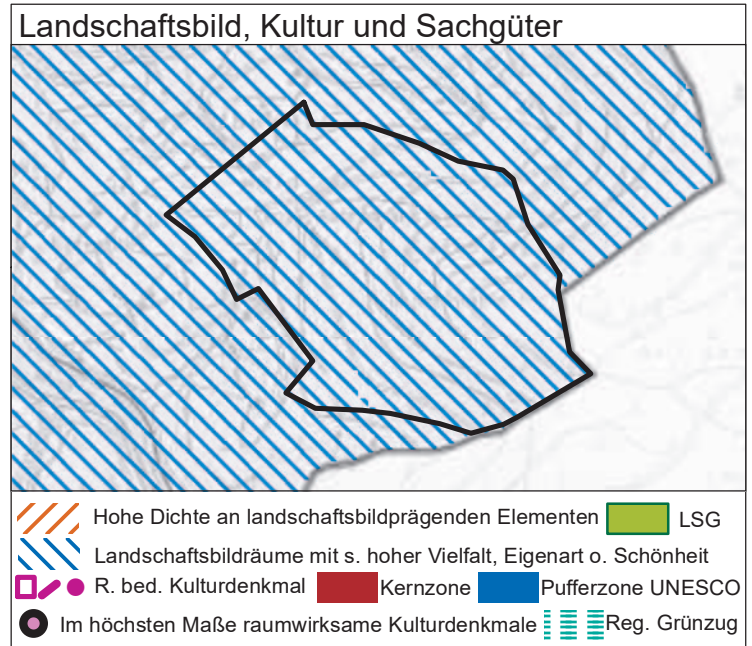 Landschaftsbild, Kultur und Sachgüter
Hohe Dichte an landschaftsbildprägenden Elementen LSG
Landschaftsbildräume mit s. hoher Vielfalt, Eigenart o. Schönheit
R. bed. Kulturdenkmal Kernzone Pufferzone UNESCO
Im höchsten Maße raumwirksame Kulturdenkmale Reg. Grünzug